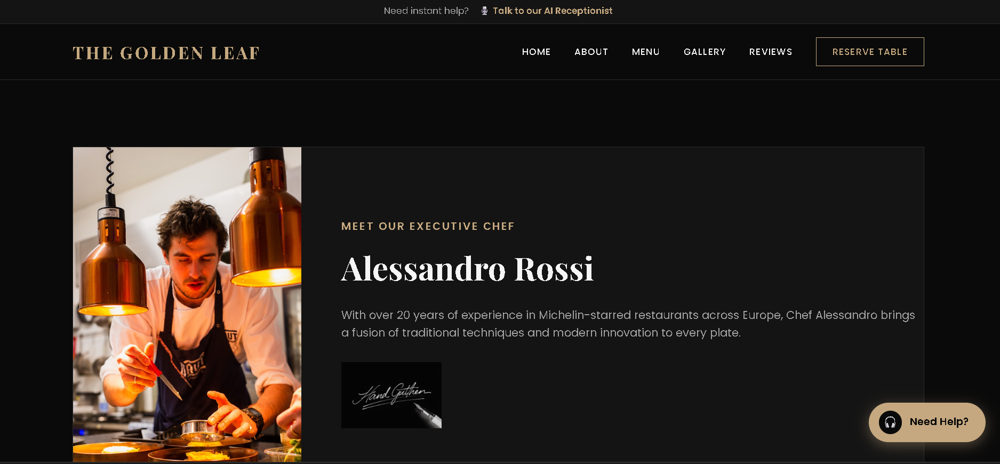 Need instant help? Talk to our AI Receptionist
THE GOLDEN LEAF
HOME ABOUT MENU GALLERY REVIEWS RESERVE TABLE
MEET OUR EXECUTIVE CHEF
Alessandro Rossi
With over 20 years of experience in Michelin-starred restaurants across Europe, Chef Alessandro brings
a fusion of traditional techniques and modern innovation to every plate.
Hand Guthen
Need Help?